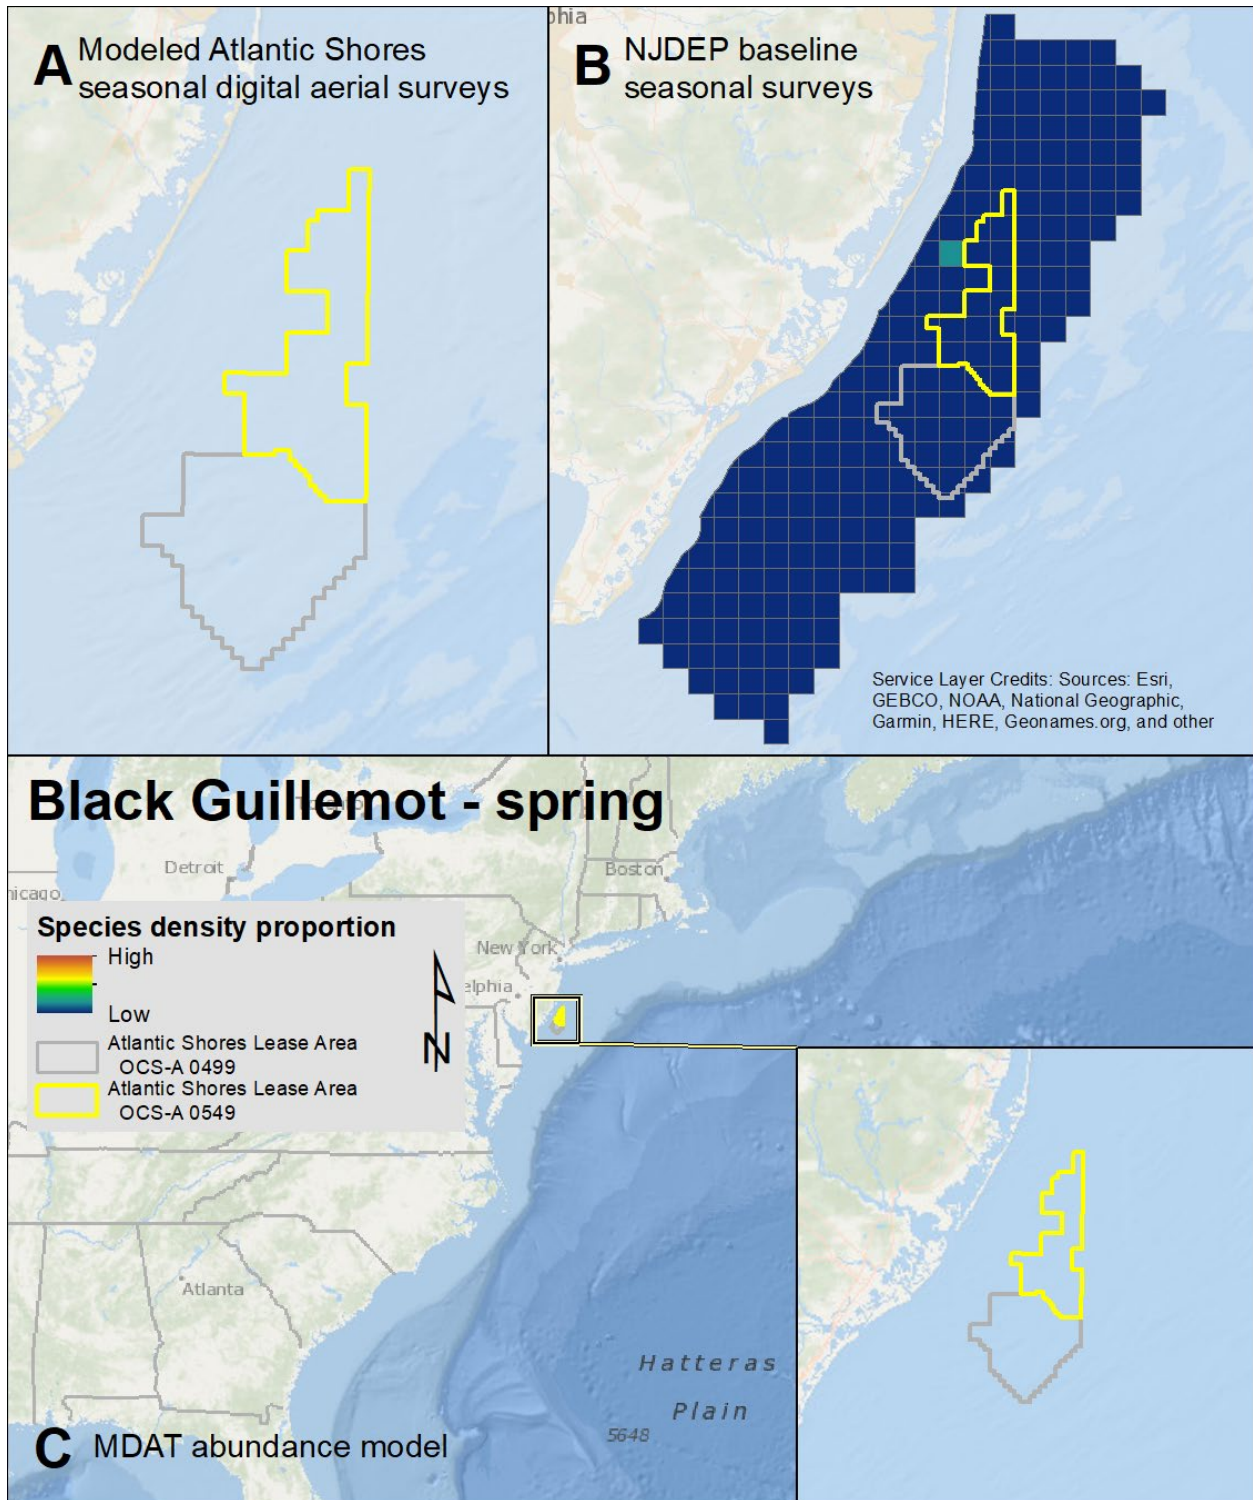 A Modeled Atlantic Shores
seasonal digital aerial surveys
phia
B NJDEP baseline
seasonal surveys
Service Layer Credits: Sources: Esri,
GEBCO, NOAA, National Geographic,
Garmin, HERE, Geonames.org, and other
Black Guillemot - spring
Detroit
Boston
hicago
Species density proportion
High
Low
Atlantic Shores Lease Area
OCS-A 0499
Atlantic Shores Lease Area
OCS-A 0549
N
New York
elphia
Atlanta
Hatteras
Plain
5648
C MDAT abundance model